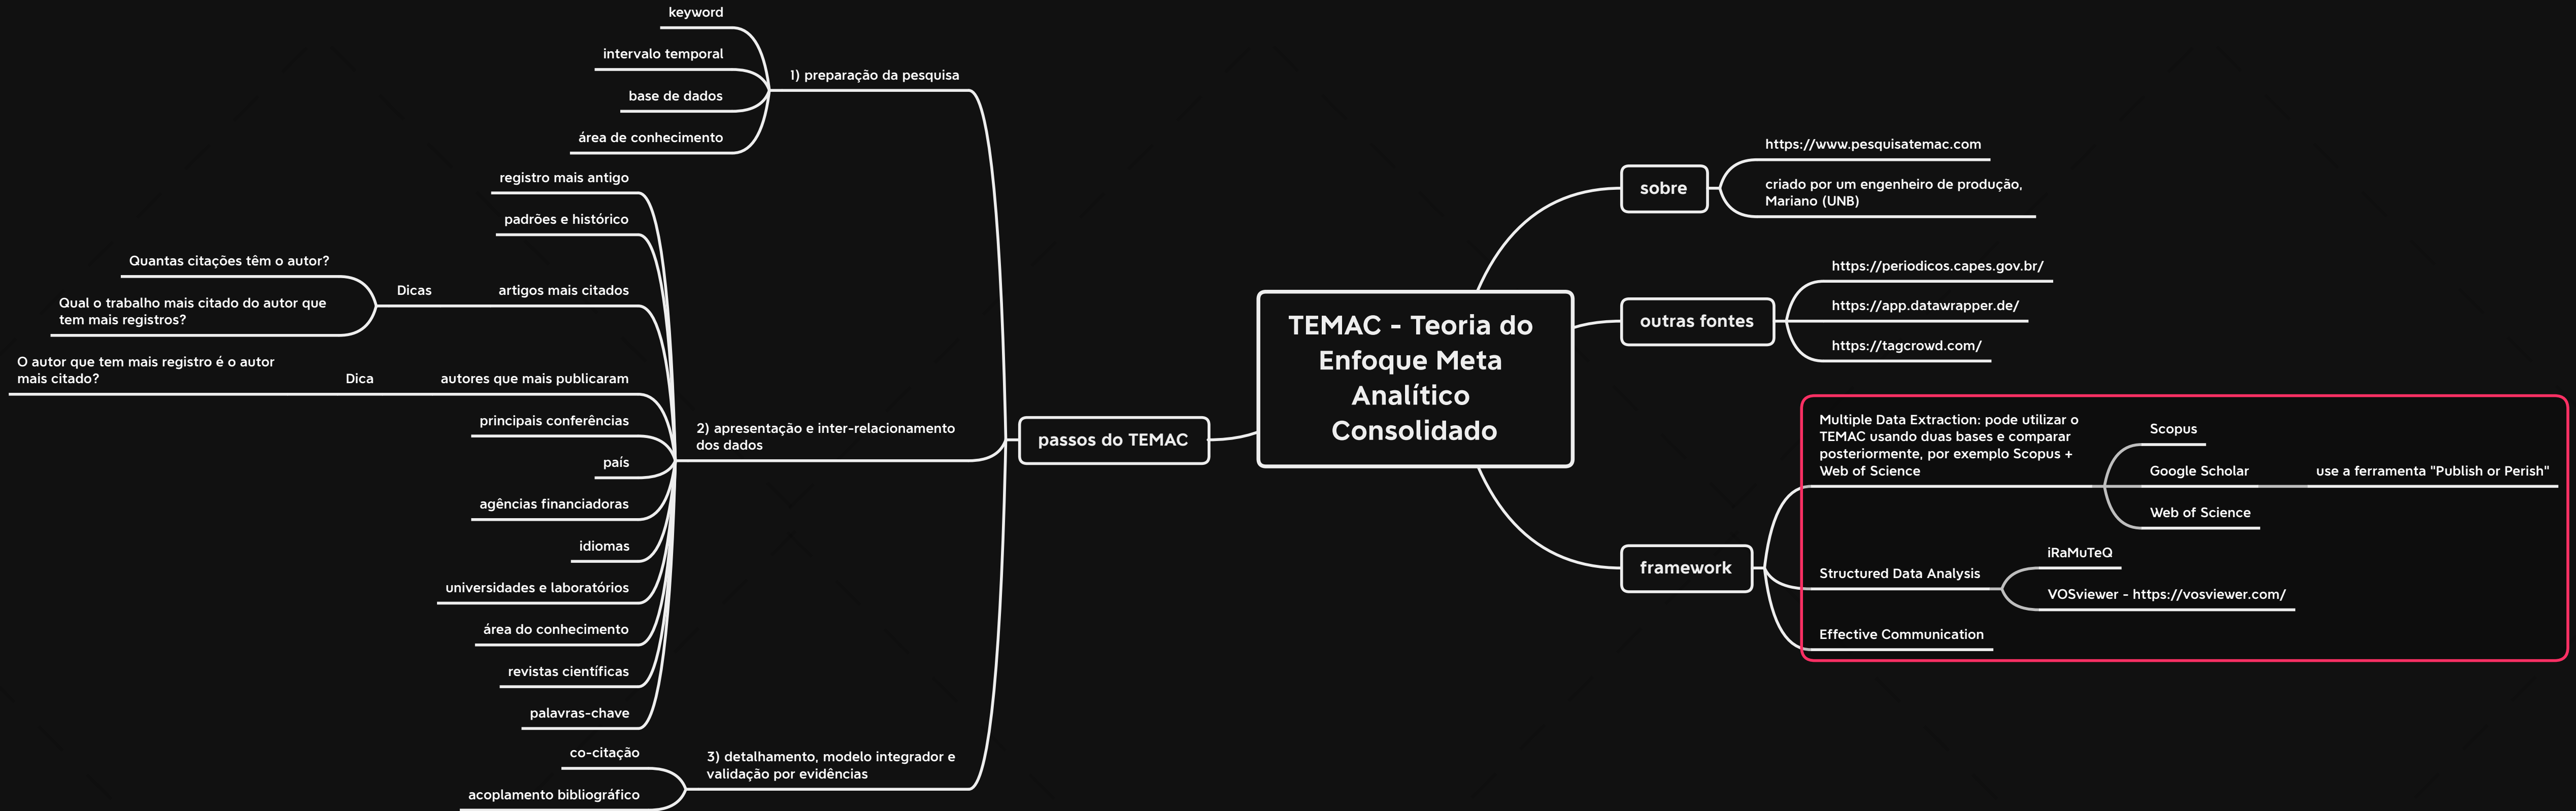 TEMAC - Teoria do
Enfoque Meta
Analítico
Consolidado
sobre
https://www.pesquisatemac.com
criado por um engenheiro de produção,
Mariano (UNB)
outras fontes
https://periodicos.capes.gov.br/
https://app.datawrapper.de/
https://tagcrowd.com/
framework
Multiple Data Extraction: pode utilizar o
TEMAC usando duas bases e comparar
posteriormente, por exemplo Scopus +
Web of Science
Scopus
Google Scholar
use a ferramenta "Publish or Perish"
Web of Science
Structured Data Analysis
iRaMuTeQ
VOSviewer - https://vosviewer.com/
Effective Communication
passos do TEMAC
1) preparação da pesquisa
keyword
intervalo temporal
base de dados
área de conhecimento
2) apresentação e inter-relacionamento
dos dados
registro mais antigo
padrões e histórico
artigos mais citados
Dicas
Quantas citações têm o autor?
Qual o trabalho mais citado do autor que
tem mais registros?
autores que mais publicaram
Dica
O autor que tem mais registro é o autor
mais citado?
principais conferências
país
agências financiadoras
idiomas
universidades e laboratórios
área do conhecimento
revistas científicas
palavras-chave
3) detalhamento, modelo integrador e
validação por evidências
co-citação
acoplamento bibliográfico